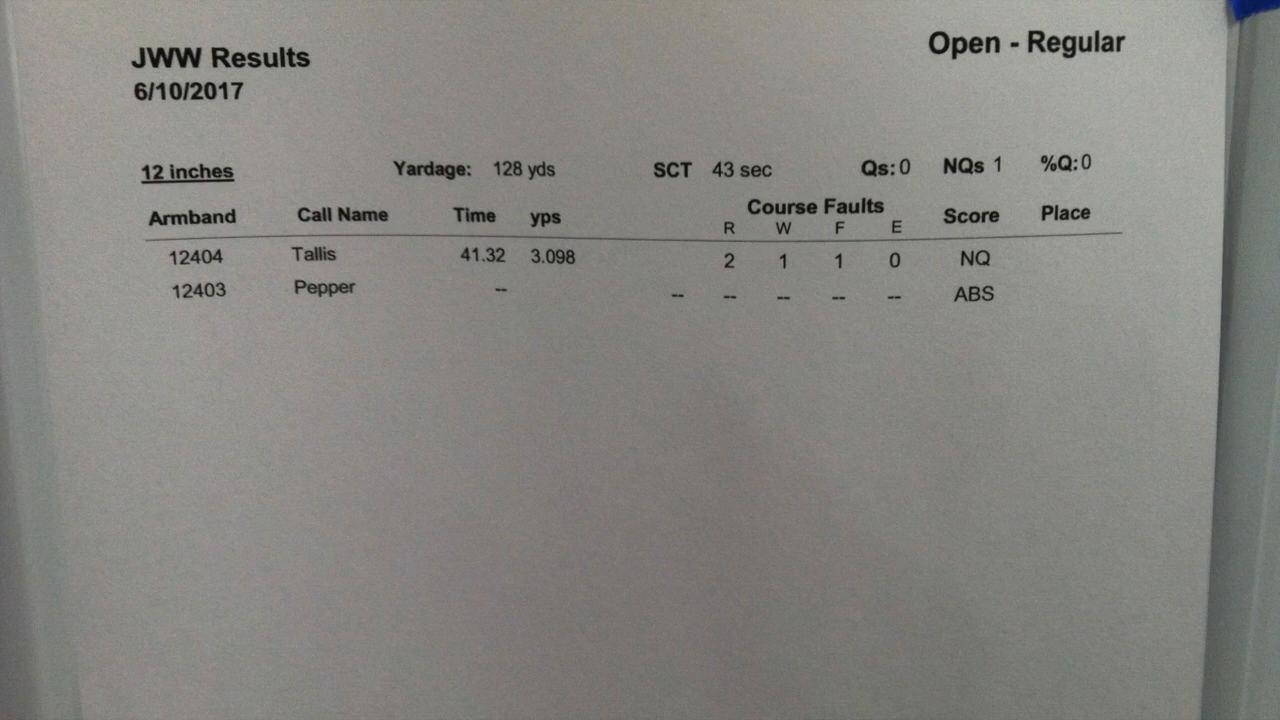 JWW Results
Open - Regular
6/10/2017
12 inches Yardage: 128 yds SCT 43 sec Qs: 0 NQs 1 %Q: 0
Course Faults
Armband Call Name Time yps R W F E Score Place
12404 Tallis 41.32 3.098 2 1 1 0 NQ
12403 Pepper -- -- -- -- -- -- ABS